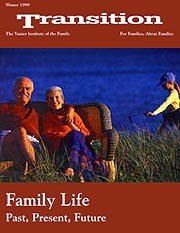 Winter 1999
Transition
The Vanier Institute of the Family
For Families, About Families
Family Life
Past, Present, Future